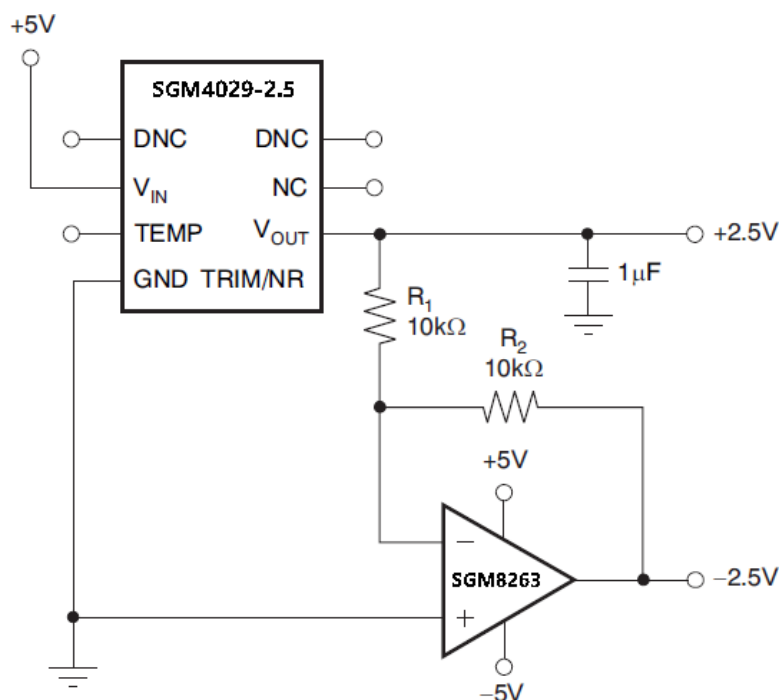 +5V
SGM4029-2.5
DNC DNC
VIN NC
TEMP VOUT
GND TRIM/NR
+2.5V
1μF
R1
10kΩ
R2
10kΩ
+5V
−
SGM8263
+
−2.5V
−5V